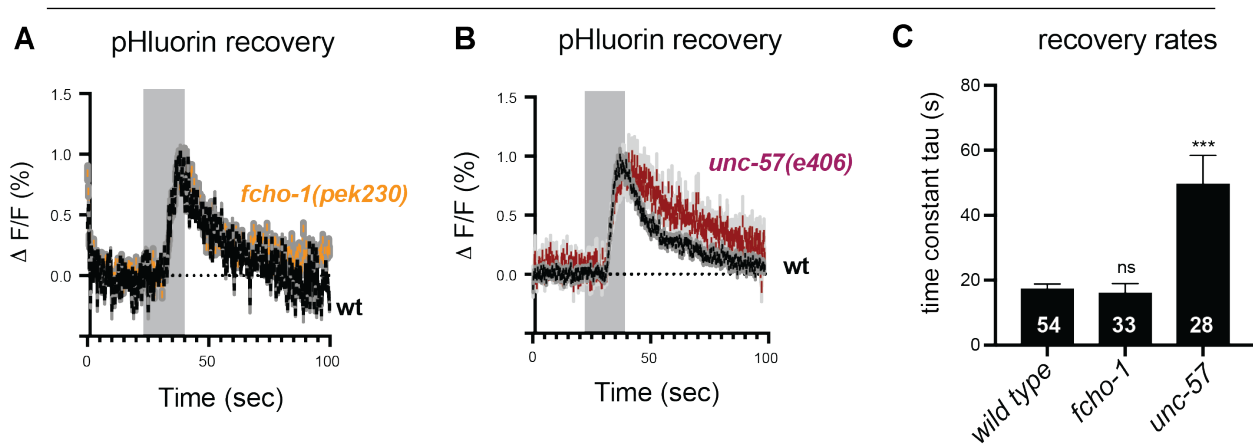 A
pHluorin recovery
Δ F/F (%)
1.5
1.0
0.5
0.0
fcho-1(pek230)
wt
0
50
100
Time (sec)
B
pHluorin recovery
Δ F/F (%)
1.5
1.0
0.5
0.0
unc-57(e406)
wt
0
50
100
Time (sec)
C
recovery rates
time constant tau (s)
80
60
40
20
0
ns
***
54
33
28
wild type
fcho-1
unc-57